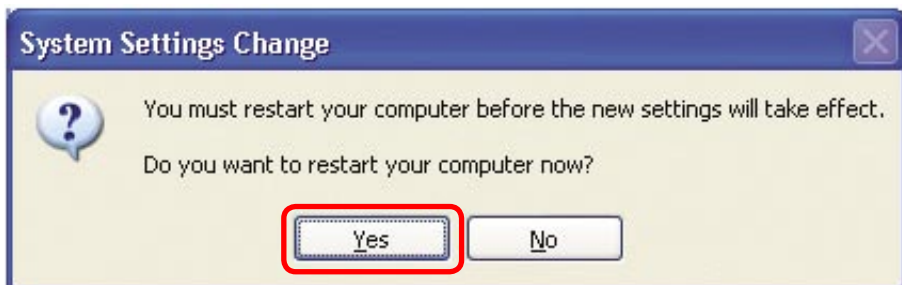 System Settings Change
You must restart your computer before the new settings will take effect.
Do you want to restart your computer now?
Yes No